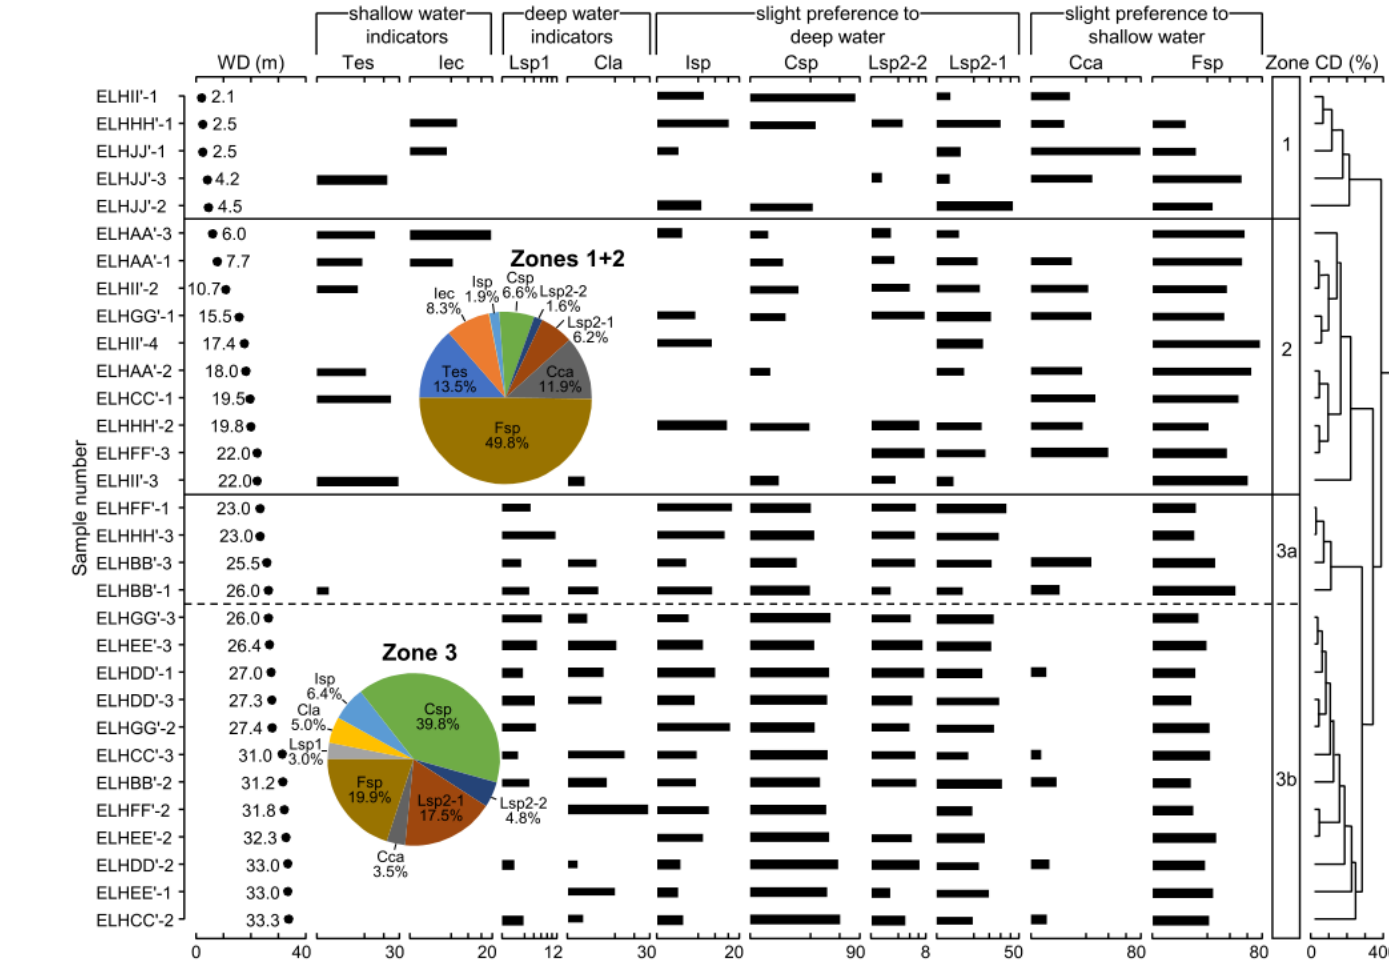 shallow water
indicators
deep water
indicators
slight preference to
deep water
slight preference to
shallow water
WD (m) Tes Iec Lsp1 Cla Isp Csp Lsp2-2 Lsp2-1 Cca Fsp Zone CD (%)
Sample number
ELHII'-1 2.1
ELHHH'-1 2.5
ELHJJ'-1 2.5
1
ELHJJ'-3 4.2
ELHJJ'-2 4.5
ELHAA'-3 6.0
ELHAA'-1 7.7
ELHII'-2 10.7
ELHGG'-1 15.5
ELHII'-4 17.4
2
ELHAA'-2 18.0
ELHCC'-1 19.5
ELHHH'-2 19.8
ELHFF'-3 22.0
ELHII'-3 22.0
Zones 1+2
Isp
1.9%
Csp
6.6%
Lsp2-2
1.6%
Iec
8.3%
Lsp2-1
6.2%
Tes
13.5%
Cca
11.9%
Fsp
49.8%
ELHFF'-1 23.0
ELHHH'-3 23.0
3a
ELHBB'-3 25.5
ELHBB'-1 26.0
ELHGG'-3 26.0
ELHEE'-3 26.4
ELHDD'-1 27.0
ELHDD'-3 27.3
ELHGG'-2 27.4
ELHCC'-3 31.0
3b
ELHBB'-2 31.2
ELHFF'-2 31.8
ELHEE'-2 32.3
ELHDD'-2 33.0
ELHEE'-1 33.0
ELHCC'-2 33.3
Zone 3
Isp
6.4%
Csp
39.8%
Cla
5.0%
Lsp1
3.0%
Fsp
19.9%
Lsp2-1
17.5%
Lsp2-2
4.8%
Cca
3.5%
0 40 30 20 12 30 20 90 8 50 80 80 0 40